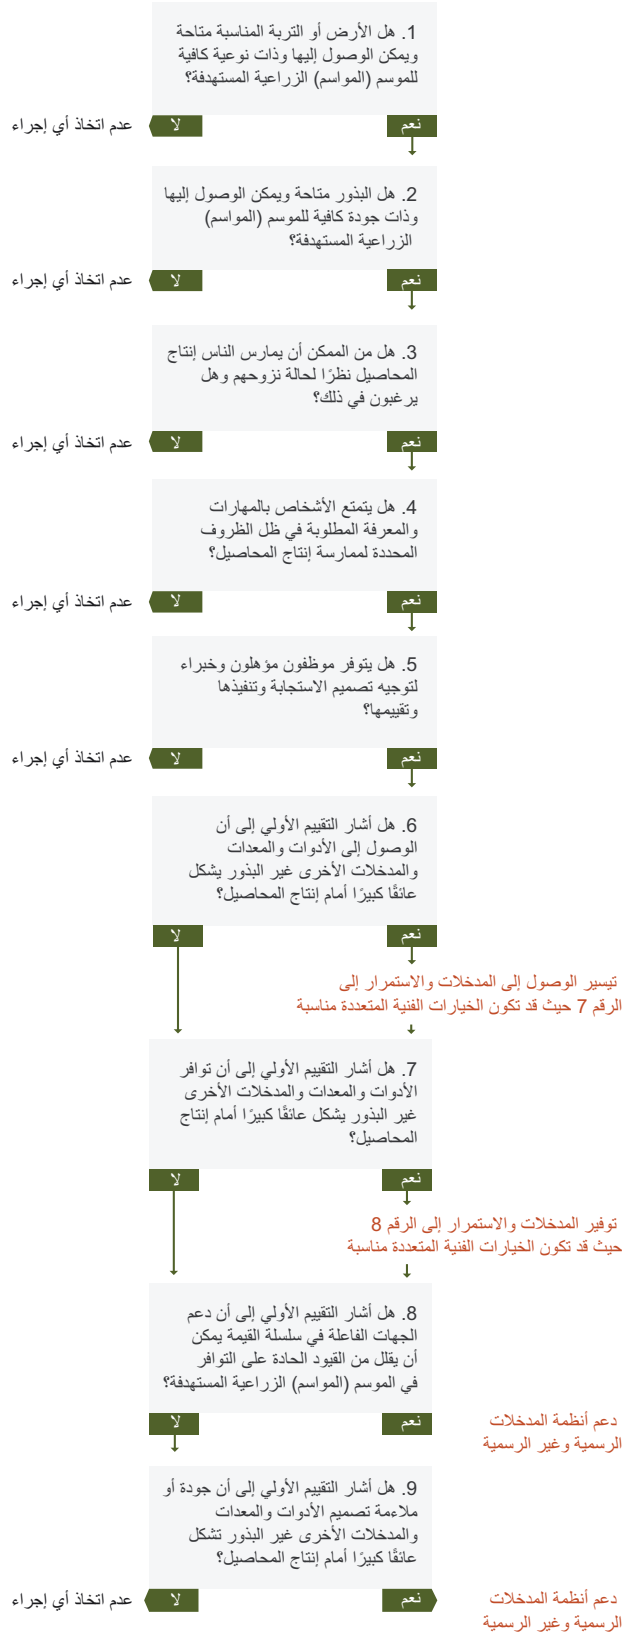 1. هل الأرض أو التربة المناسبة متاحة
ويمكن الوصول إليها وذات نوعية كافية
للموسم (المواسم) الزراعية المستهدفة؟
نعم
لا
عدم اتخاذ أي إجراء
2. هل البذور متاحة ويمكن الوصول إليها
وذات جودة كافية للموسم (المواسم)
الزراعية المستهدفة؟
نعم
لا
عدم اتخاذ أي إجراء
3. هل من الممكن أن يمارس الناس إنتاج
المحاصيل نظرًا لحالة نزوحهم وهل
يرغبون في ذلك؟
نعم
لا
عدم اتخاذ أي إجراء
4. هل يتمتع الأشخاص بالمهارات
والمعرفة المطلوبة في ظل الظروف
المحددة لممارسة إنتاج المحاصيل؟
نعم
لا
عدم اتخاذ أي إجراء
5. هل يتوفر موظفون مؤهلون وخبراء
لتوجيه تصميم الاستجابة وتنفيذها
وتقييمها؟
نعم
لا
عدم اتخاذ أي إجراء
6. هل أشار التقييم الأولي إلى أن
الوصول إلى الأدوات والمعدات
والمدخلات الأخرى غير البذور يشكل
عائقًا كبيرًا أمام إنتاج المحاصيل؟
نعم
لا
تيسير الوصول إلى المدخلات والاستمرار إلى
الرقم 7 حيث قد تكون الخيارات الفنية المتعددة مناسبة
7. هل أشار التقييم الأولي إلى أن توافر
الأدوات والمعدات والمدخلات الأخرى
غير البذور يشكل عائقًا كبيرًا أمام إنتاج
المحاصيل؟
نعم
لا
توفير المدخلات والاستمرار إلى الرقم 8
حيث قد تكون الخيارات الفنية المتعددة مناسبة
8. هل أشار التقييم الأولي إلى أن دعم
الجهات الفاعلة في سلسلة القيمة يمكن
أن يقلل من القيود الحادة على التوافر
في الموسم (المواسم) الزراعية المستهدفة؟
دعم أنظمة المدخلات
الرسمية وغير الرسمية
نعم
لا
9. هل أشار التقييم الأولي إلى أن جودة أو
ملاءمة تصميم الأدوات والمعدات
والمدخلات الأخرى غير البذور تشكل
عائقًا كبيرًا أمام إنتاج المحاصيل؟
دعم أنظمة المدخلات
الرسمية وغير الرسمية
نعم
لا
عدم اتخاذ أي إجراء